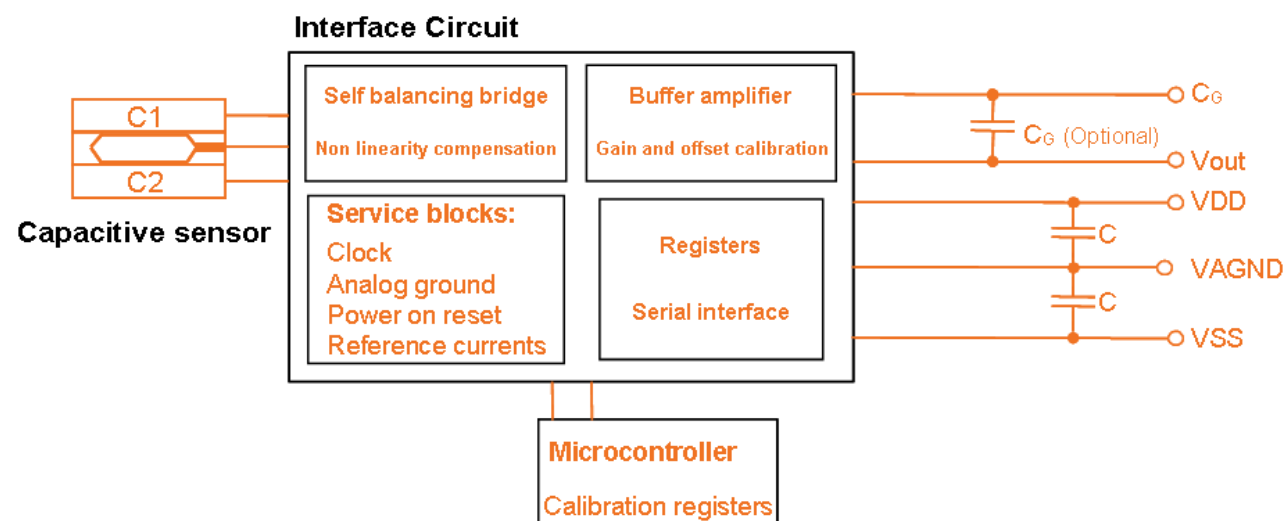 Interface Circuit
C1
C2
Capacitive sensor
Self balancing bridge
Non linearity compensation
Buffer amplifier
Gain and offset calibration
Service blocks:
Clock
Analog ground
Power on reset
Reference currents
Registers
Serial interface
CG
CG (Optional)
Vout
VDD
C
VAGND
C
VSS
Microcontroller
Calibration registers